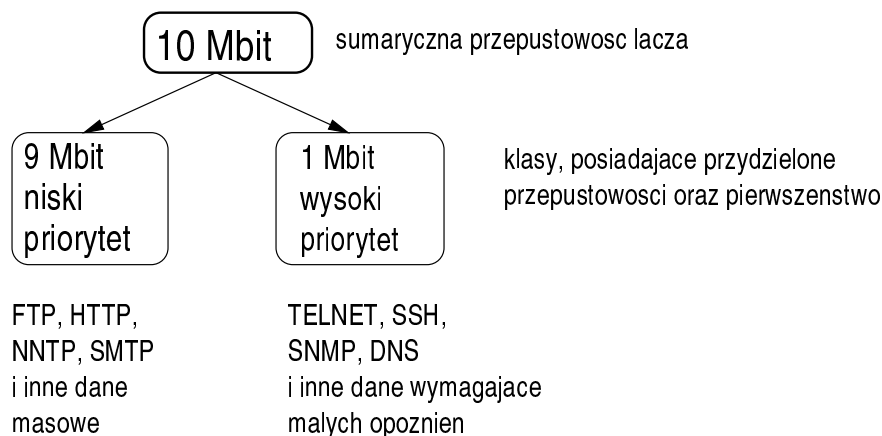 10 Mbit
sumaryczna przepustowosc lacza
9 Mbit
niski
priorytet
1 Mbit
wysoki
priorytet
klasy, posiadajace przydzielone
przepustowosci oraz pierwszenstwo
FTP, HTTP,
NNTP, SMTP
i inne dane
masowe
TELNET, SSH,
SNMP, DNS
i inne dane wymagajace
malych opoznien